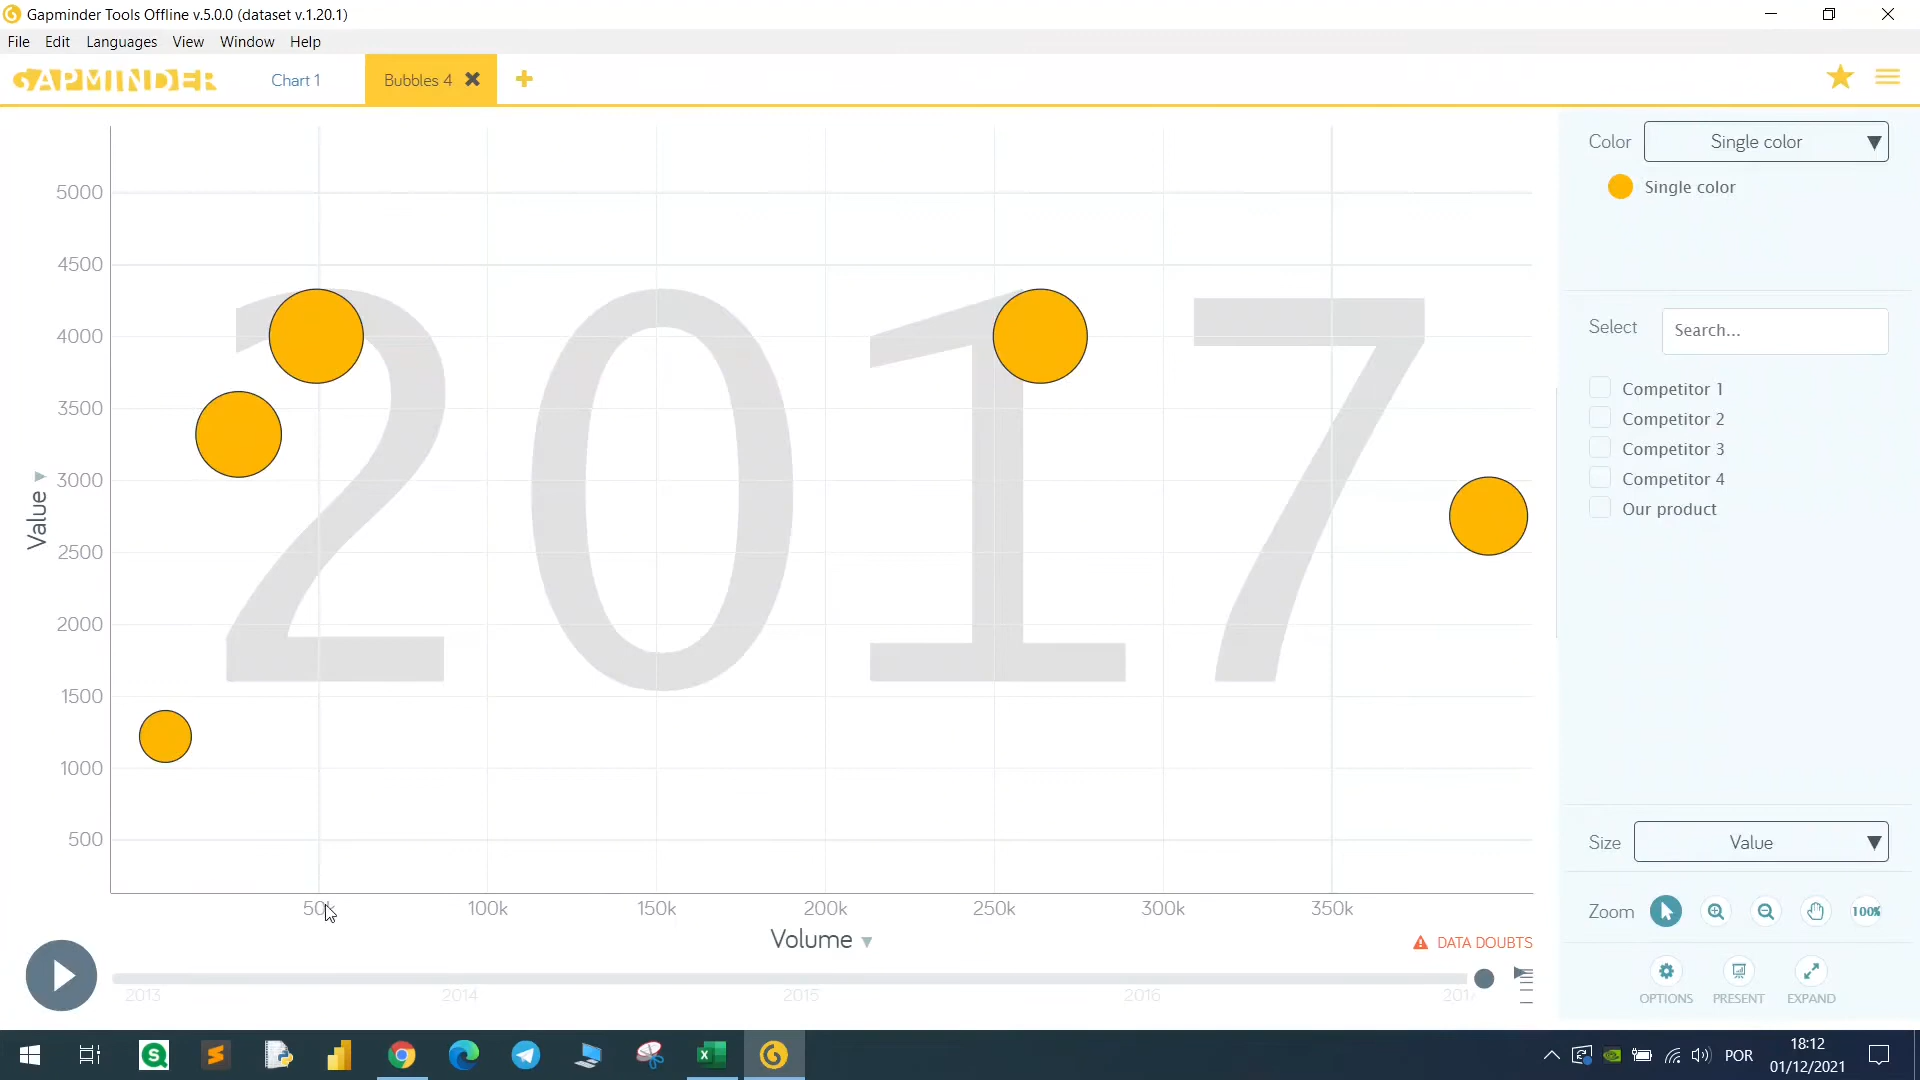 Gapminder Tools Offline v.5.0.0 (dataset v.1.20.1)
File Edit Languages View Window Help
GAPMINDER Chart 1 Bubbles 4
Color Single color
Single color
Select Search...
Competitor 1
Competitor 2
Competitor 3
Competitor 4
Our product
Size Value
Zoom 100%
OPTIONS PRESENT EXPAND
2017
5000
4500
4000
3500
3000
2500
2000
1500
1000
500
Value
50k 100k 150k 200k 250k 300k 350k
Volume
DATA DOUBTS
2013 2014 2015 2016
POR
18:12
01/12/2021